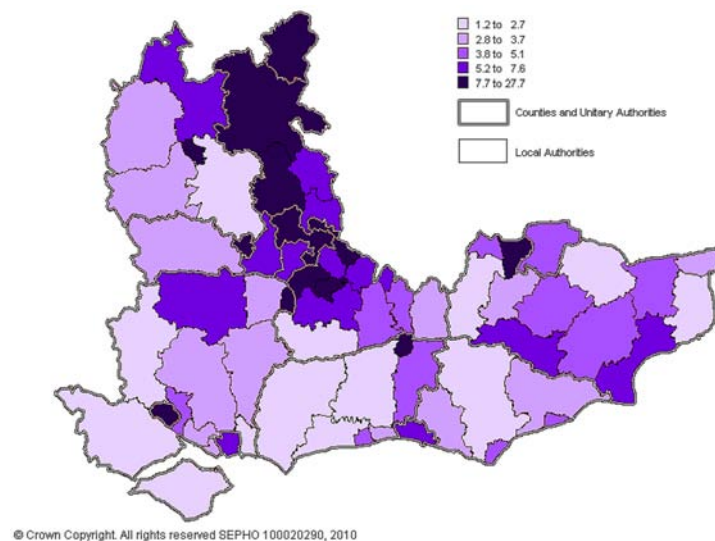 1.2 to 2.7
2.8 to 3.7
3.8 to 5.1
5.2 to 7.6
7.7 to 27.7
Counties and Unitary Authorities
Local Authorities
© Crown Copyright. All rights reserved SEPHO 100020290, 2010